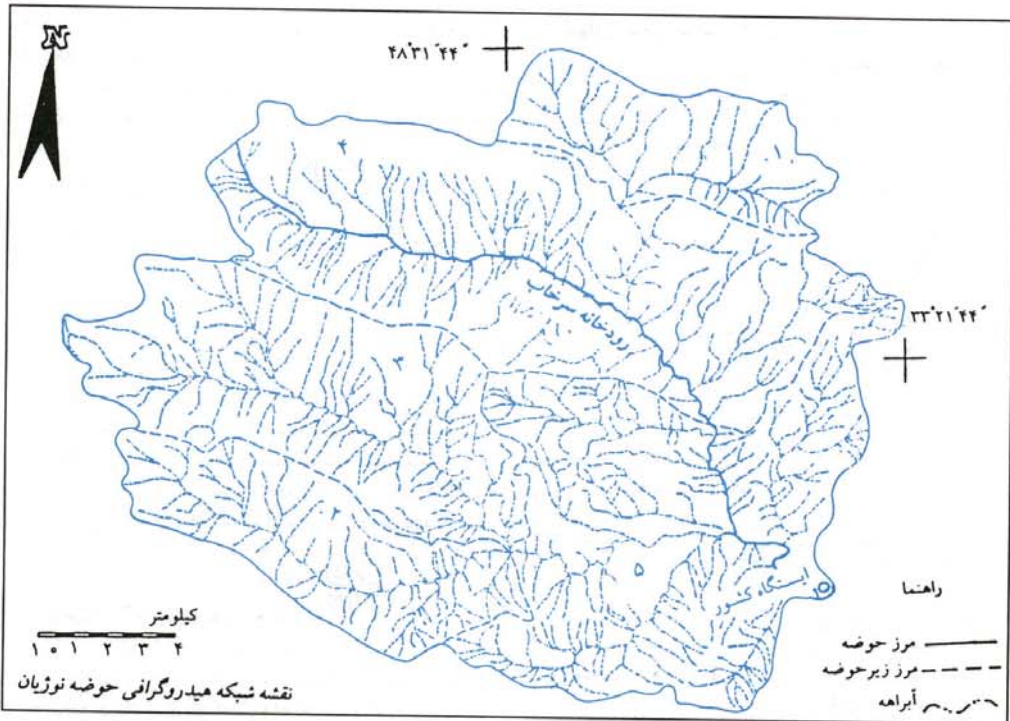 N
۴۸°۳۱´۴۴˝
۴
۳۳°۲۱´۴۴˝
رودخانه
۳
۲
۵
ایستگاه کشور
راهنما
کیلومتر
۱ ۰ ۱ ۲ ۳ ۴
مرز حوضه
مرز زیرحوضه
آبراهه
نقشه شبکه هیدروگرافی حوضه نوژیان